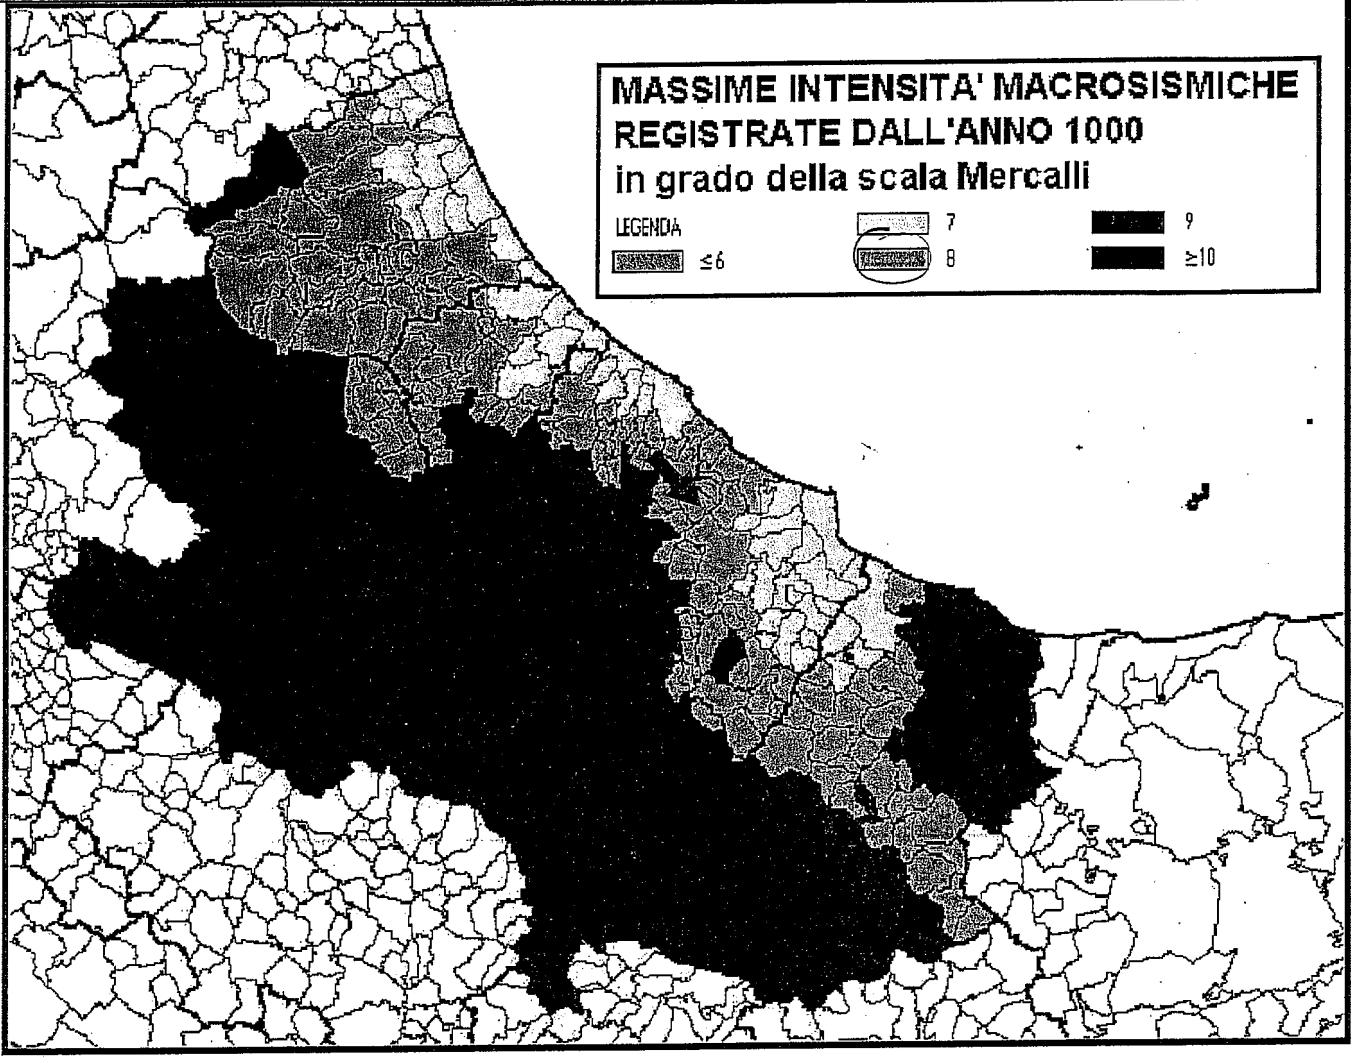 MASSIME INTENSITA' MACROSISMICHE
REGISTRATE DALL'ANNO 1000
in grado della scala Mercalli
LEGENDA
≤6
7
8
9
≥10